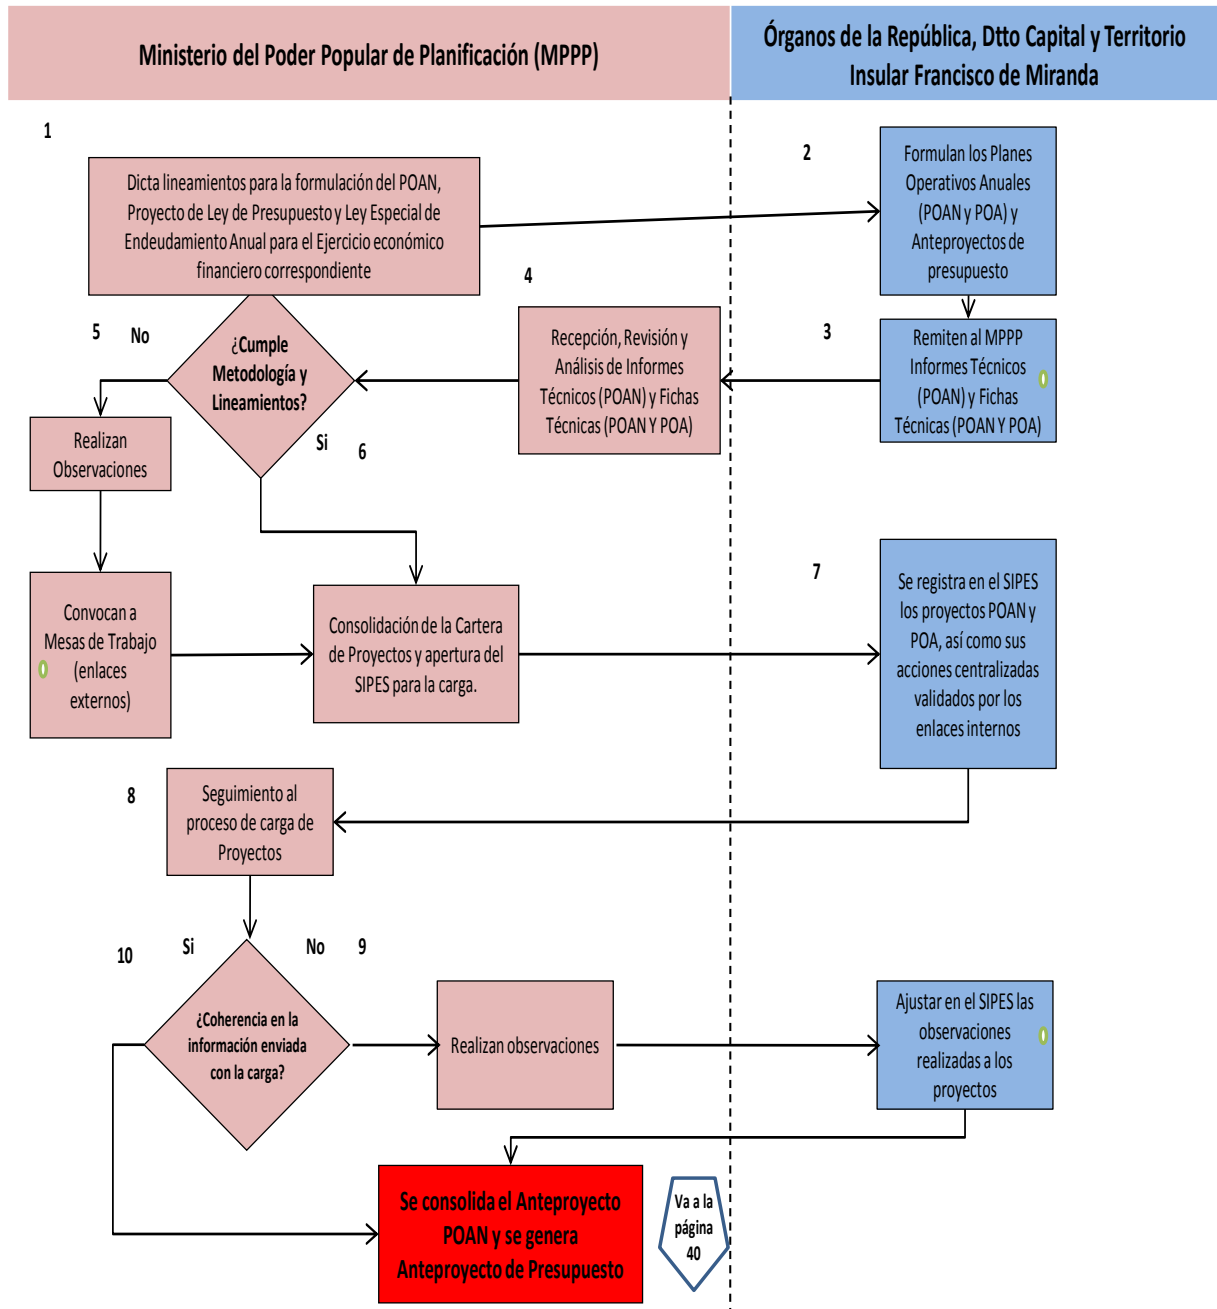 Ministerio del Poder Popular de Planificación (MPPP)
Órganos de la República, Dtto Capital y Territorio
Insular Francisco de Miranda
1
Dicta lineamientos para la formulación del POAN,
Proyecto de Ley de Presupuesto y Ley Especial de
Endeudamiento Anual para el Ejercicio económico
financiero correspondiente
2
Formulan los Planes
Operativos Anuales
(POAN y POA) y
Anteproyectos de
presupuesto
3
Remiten al MPPP
Informes Técnicos
(POAN) y Fichas
Técnicas (POAN Y POA)
4
Recepción, Revisión y
Análisis de Informes
Técnicos (POAN) y Fichas
Técnicas (POAN Y POA)
¿Cumple
Metodología y
Lineamientos?
5
No
Realizan
Observaciones
Convocan a
Mesas de Trabajo
(enlaces
externos)
Si
6
Consolidación de la Cartera
de Proyectos y apertura del
SIPES para la carga.
7
Se registra en el SIPES
los proyectos POAN y
POA, así como sus
acciones centralizadas
validados por los
enlaces internos
8
Seguimiento al
proceso de carga de
Proyectos
10
Si
No
9
¿Coherencia en la
información enviada
con la carga?
Realizan observaciones
Ajustar en el SIPES las
observaciones
realizadas a los
proyectos
Se consolida el Anteproyecto
POAN y se genera
Anteproyecto de Presupuesto
Va a la
página
40